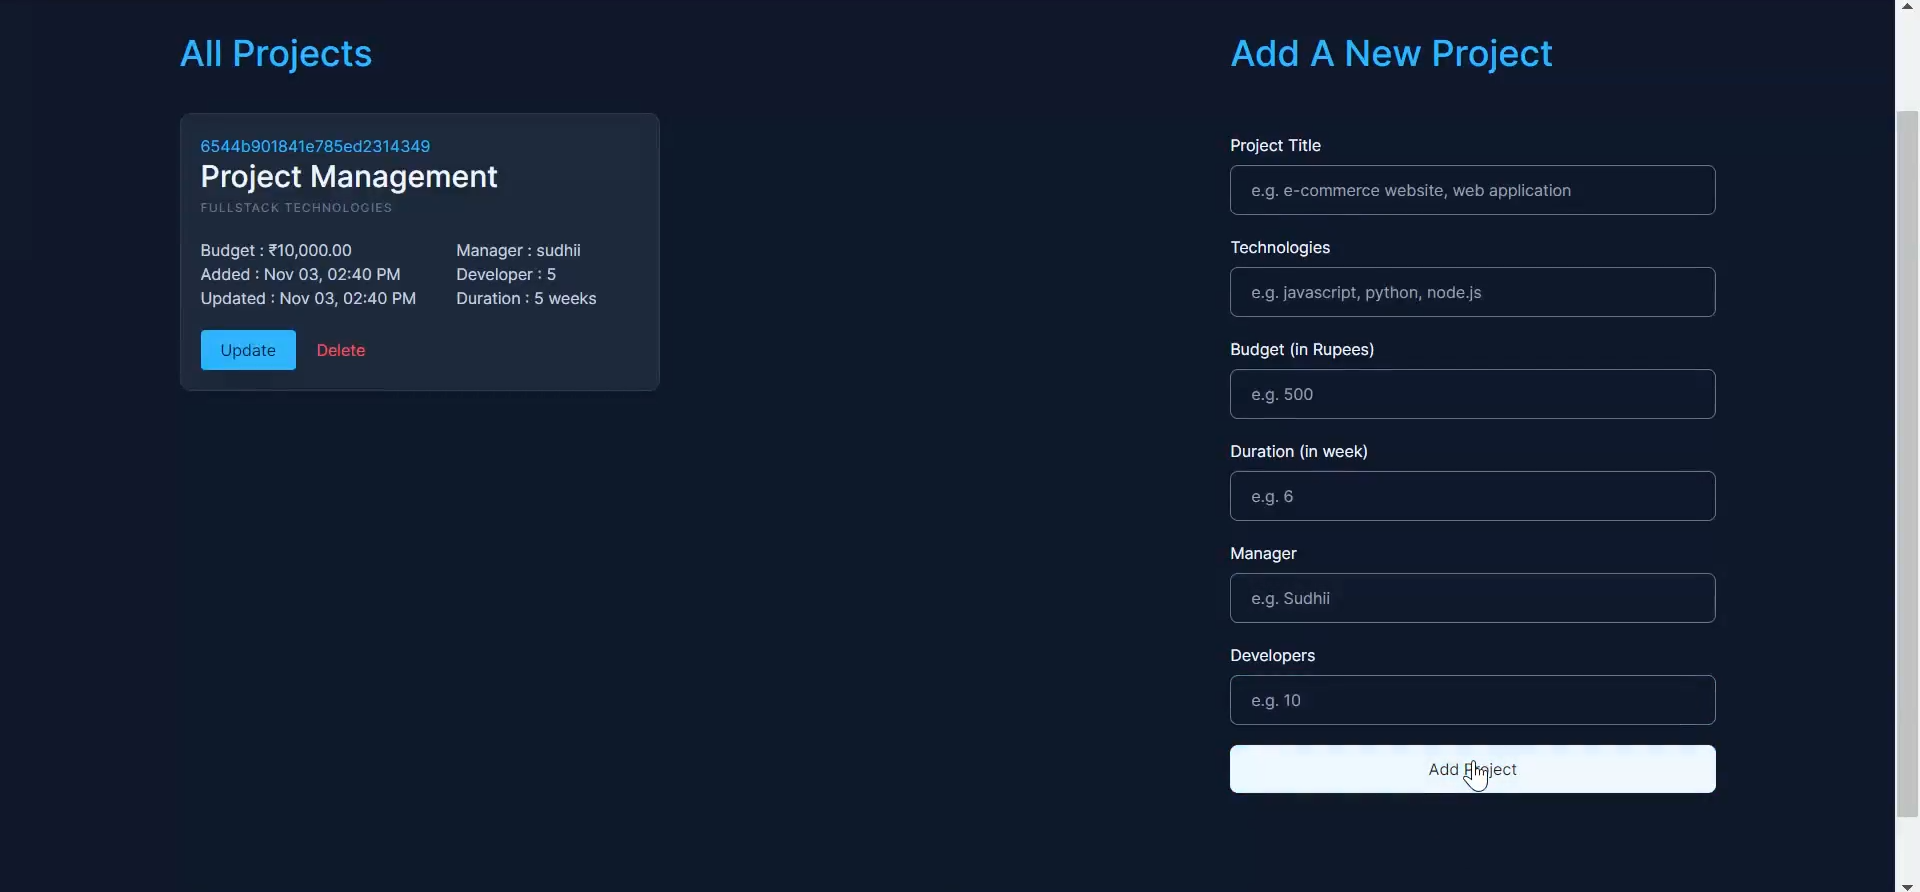 All Projects
6544b901841e785ed2314349
Project Management
FULLSTACK TECHNOLOGIES
Budget : ₹10,000.00
Added : Nov 03, 02:40 PM
Updated : Nov 03, 02:40 PM
Manager : sudhii
Developer : 5
Duration : 5 weeks
Update
Delete
Add A New Project
Project Title
e.g. e-commerce website, web application
Technologies
e.g. javascript, python, node.js
Budget (in Rupees)
e.g. 500
Duration (in week)
e.g. 6
Manager
e.g. Sudhii
Developers
e.g. 10
Add Project